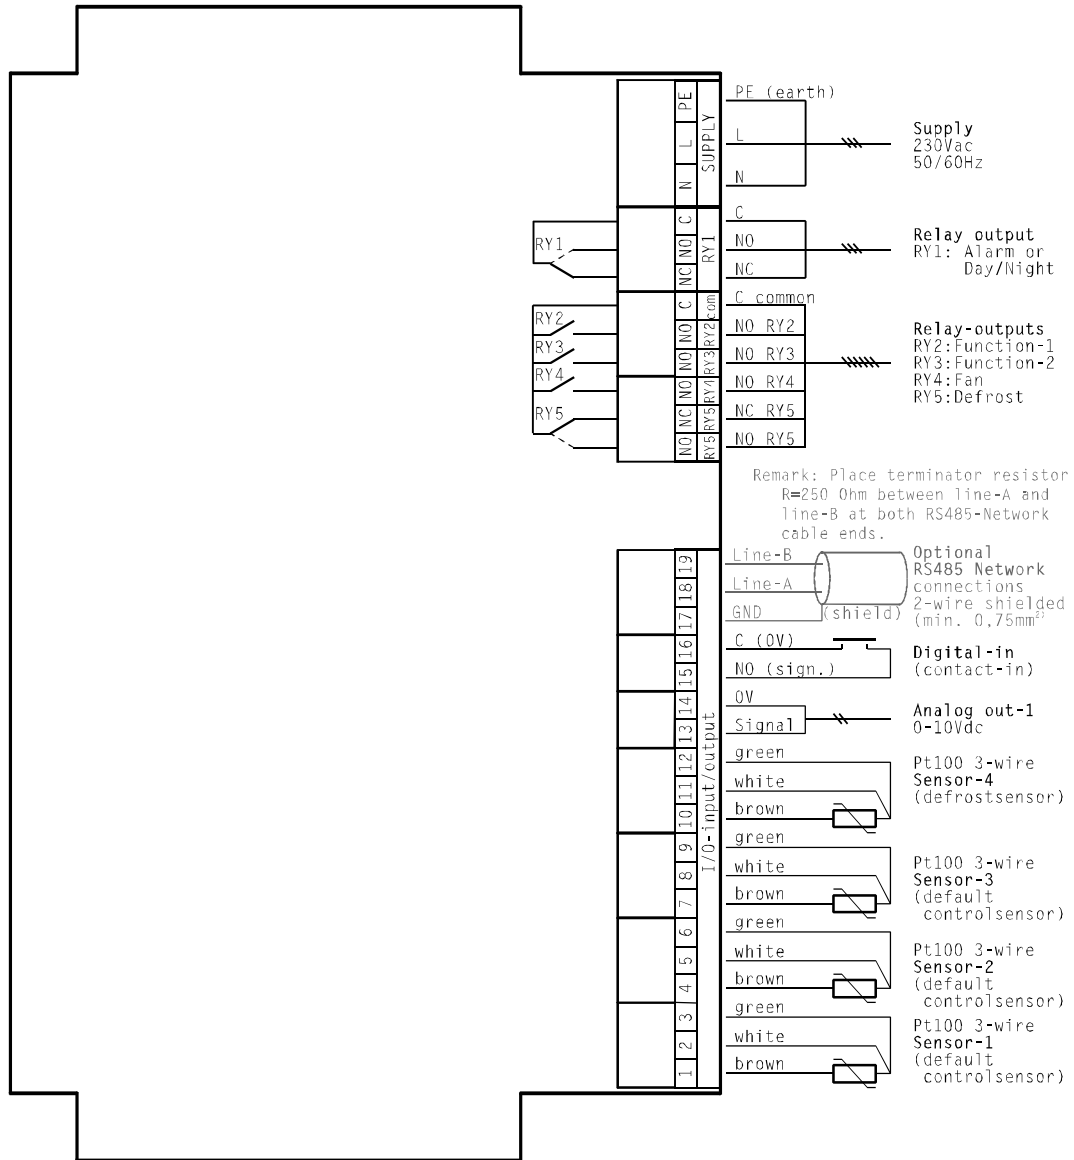 PE
PE (earth)
L
L
N
N
SUPPLY
Supply
230Vac
50/60Hz
RY1
C
NO
NC
RY1
C
NO
NC
Relay output
RY1: Alarm or
Day/Night
RY2
RY3
RY4
RY5
C
NO
NO
NO
NC
NO
com
RY2
RY3
RY4
RY5
RY5
C common
NO RY2
NO RY3
NO RY4
NC RY5
NO RY5
Relay-outputs
RY2:Function-1
RY3:Function-2
RY4:Fan
RY5:Defrost
Remark: Place terminator resistor
R=250 Ohm between line-A and
line-B at both RS485-Network
cable ends.
19
18
17
16
15
14
13
12
11
10
9
8
7
6
5
4
3
2
1
I/O-input/output
Line-B
Line-A
GND
(shield)
Optional
RS485 Network
connections
2-wire shielded
(min. 0,75mm²⁾
C (0V)
NO (sign.)
Digital-in
(contact-in)
0V
Signal
Analog out-1
0-10Vdc
green
white
brown
Pt100 3-wire
Sensor-4
(defrostsensor)
green
white
brown
Pt100 3-wire
Sensor-3
(default
controlsensor)
green
white
brown
Pt100 3-wire
Sensor-2
(default
controlsensor)
green
white
brown
Pt100 3-wire
Sensor-1
(default
controlsensor)